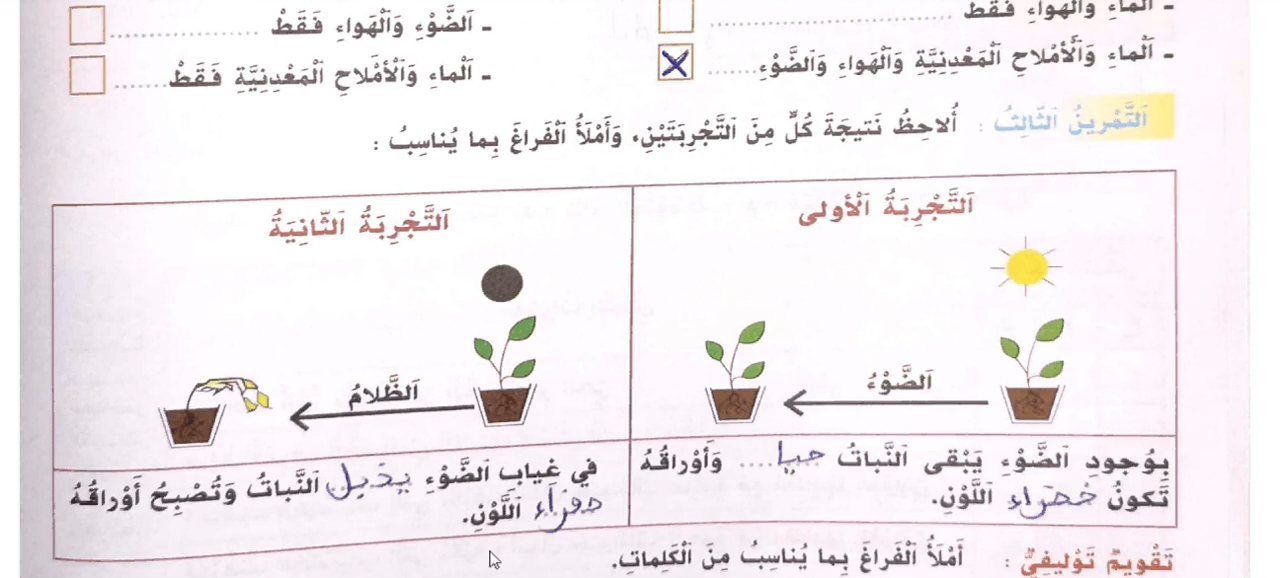 - اَلْماءِ وَالْهَواءِ فَقَطْ ..............................
- اَلضَّوْءِ وَالْهَواءِ فَقَطْ ......................
- اَلْماءِ وَالْأَمْلاحِ الْمَعْدِنِيَّةِ وَالْهَواءِ وَالضَّوْءِ....... X
- اَلْماءِ وَالْأَمْلاحِ الْمَعْدِنِيَّةِ فَقَطْ.......
اَلتَّمْرينُ الثّالِثُ : أُلاحِظُ نَتيجَةَ كُلٍّ مِنَ التَّجْرِبَتَيْنِ، وَأَمْلَأُ الْفَراغَ بِما يُناسِبُ :
اَلتَّجْرِبَةُ الْأولى
اَلضَّوْءُ
بِوُجودِ الضَّوْءِ يَبْقى النَّباتُ حيا.... وَأَوْراقُهُ
تَكونُ خضراء اللَّوْنِ.
اَلتَّجْرِبَةُ الثّانِيَةُ
اَلظَّلامُ
في غِيابِ الضَّوْءِ يذبل النَّباتُ وَتُصْبِحُ أَوْراقُهُ
صفراء اللَّوْنِ.
تَقْويمٌ تَوْليفِيٌّ : أَمْلَأُ الْفَراغَ بِما يُناسِبُ مِنَ الْكَلِماتِ.